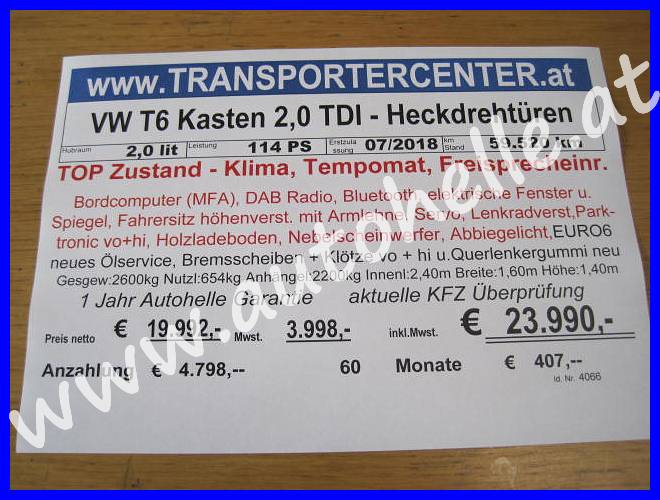 www.TRANSPORTERCENTER.at
VW T6 Kasten 2,0 TDI - Heckdrehtüren
Hubraum 2,0 lit Leistung 114 PS Erstzulassung 07/2018 km Stand 59.520 km
TOP Zustand - Klima, Tempomat, Freisprecheinr.
Bordcomputer (MFA), DAB Radio, Bluetooth, elektrische Fenster u.
Spiegel, Fahrersitz höhenverst. mit Armlehne, Servo, Lenkradverst,Park-
tronic vo+hi, Holzladeboden, Nebelscheinwerfer, Abbiegelicht,EURO6
neues Ölservice, Bremsscheiben + Klötze vo + hi u.Querlenkergummi neu
Gesgew:2600kg Nutzl:654kg Anhänger:2200kg Innenl:2,40m Breite:1,60m Höhe:1,40m
1 Jahr Autohelle Garantie aktuelle KFZ Überprüfung
Preis netto € 19.992,- Mwst. 3.998,- inkl.Mwst. € 23.990,-
Anzahlung € 4.798,-- 60 Monate € 407,--
Id. Nr. 4066
www.autohelle.at